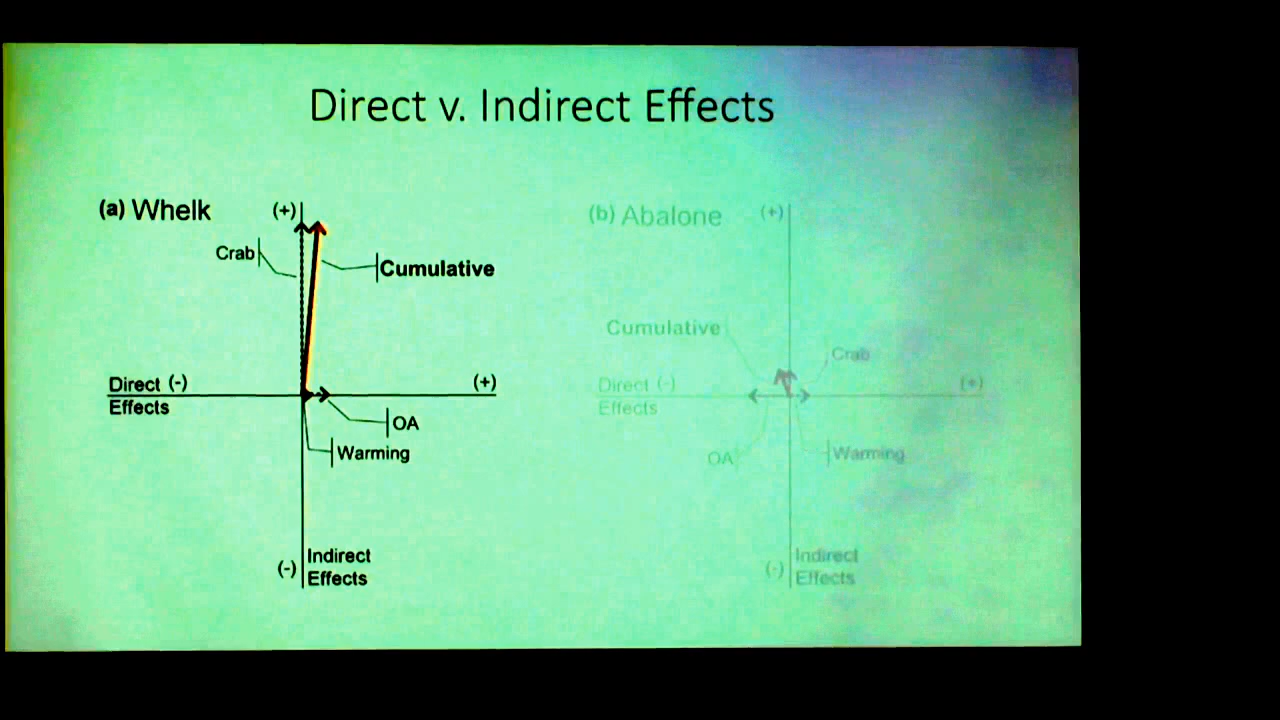 Direct v. Indirect Effects
(a) Whelk
(+)
Crab
Cumulative
Direct (-)
Effects
(+)
OA
Warming
Indirect
(-)
Effects
(b) Abalone
(+)
Cumulative
Crab
Direct (-)
Effects
(+)
OA
Warming
Indirect
(-)
Effects